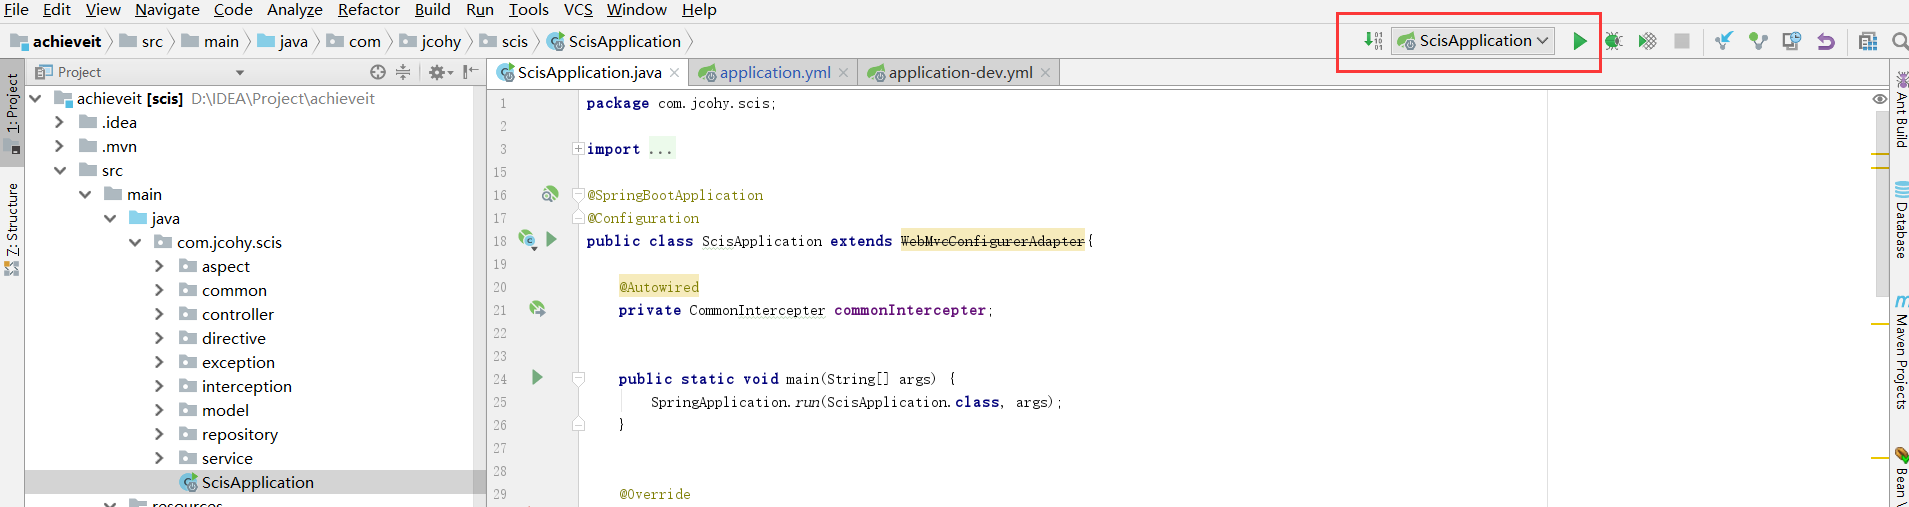 File Edit View Navigate Code Analyze Refactor Build Run Tools VCS Window Help
achieveit src main java com jcohy scis ScisApplication
ScisApplication
Project
ScisApplication.java application.yml application-dev.yml
1: Project
Z: Structure
achieveit [scis] D:\IDEA\Project\achieveit
.idea
.mvn
src
main
java
com.jcohy.scis
aspect
common
controller
directive
exception
interception
model
repository
service
ScisApplication
resources
1 package com.jcohy.scis;
2
3 import ...
15
16 @SpringBootApplication
17 @Configuration
18 public class ScisApplication extends WebMvcConfigurerAdapter{
19
20 @Autowired
21 private CommonIntercepter commonIntercepter;
22
23
24 public static void main(String[] args) {
25 SpringApplication.run(ScisApplication.class, args);
26 }
27
28
29 @Override
Ant Build
Database
Maven Projects
Bean